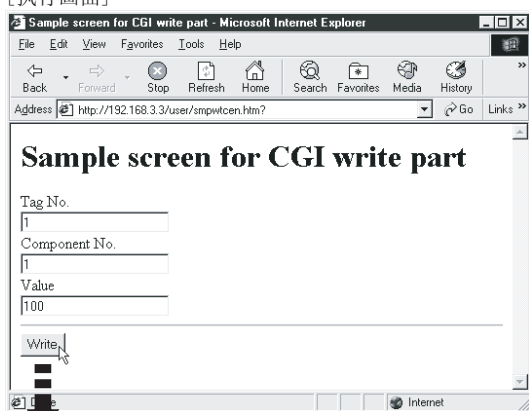 [执行画面]
Sample screen for CGI write part - Microsoft Internet Explorer
File Edit View Favorites Tools Help
Back Forward Stop Refresh Home Search Favorites Media History »
Address http://192.168.3.3/user/smpwtcen.htm? Go Links »
Sample screen for CGI write part
Tag No.
1
Component No.
1
Value
100
Write
Internet